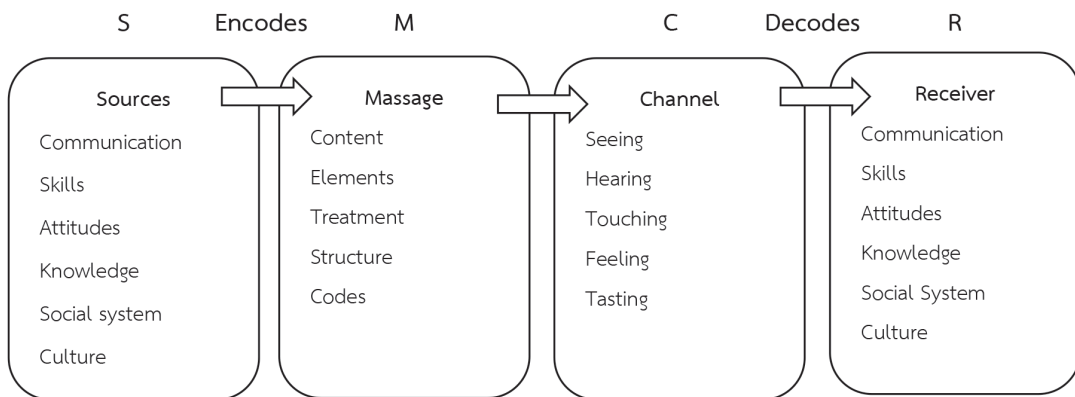 S Encodes M C Decodes R
Sources
Communication
Skills
Attitudes
Knowledge
Social system
Culture
Massage
Content
Elements
Treatment
Structure
Codes
Channel
Seeing
Hearing
Touching
Feeling
Tasting
Receiver
Communication
Skills
Attitudes
Knowledge
Social System
Culture